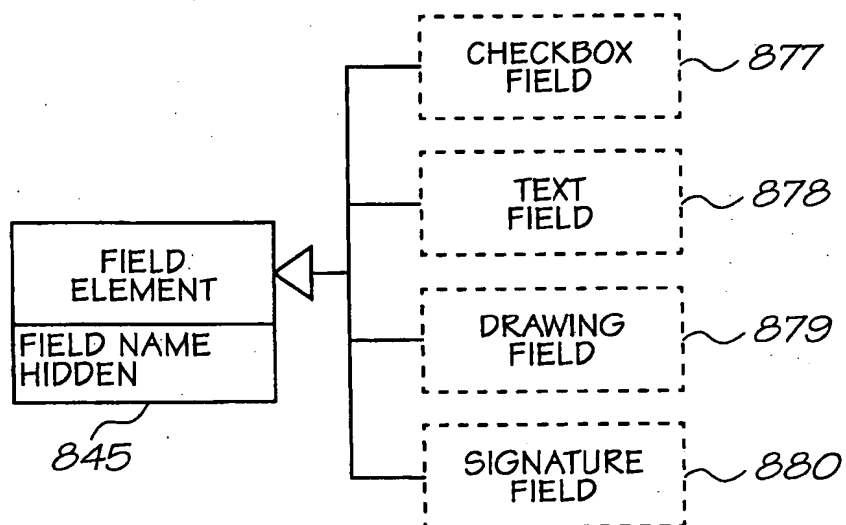 CHECKBOX
FIELD
877
TEXT
FIELD
878
FIELD
ELEMENT
FIELD NAME
HIDDEN
845
DRAWING
FIELD
879
SIGNATURE
FIELD
880